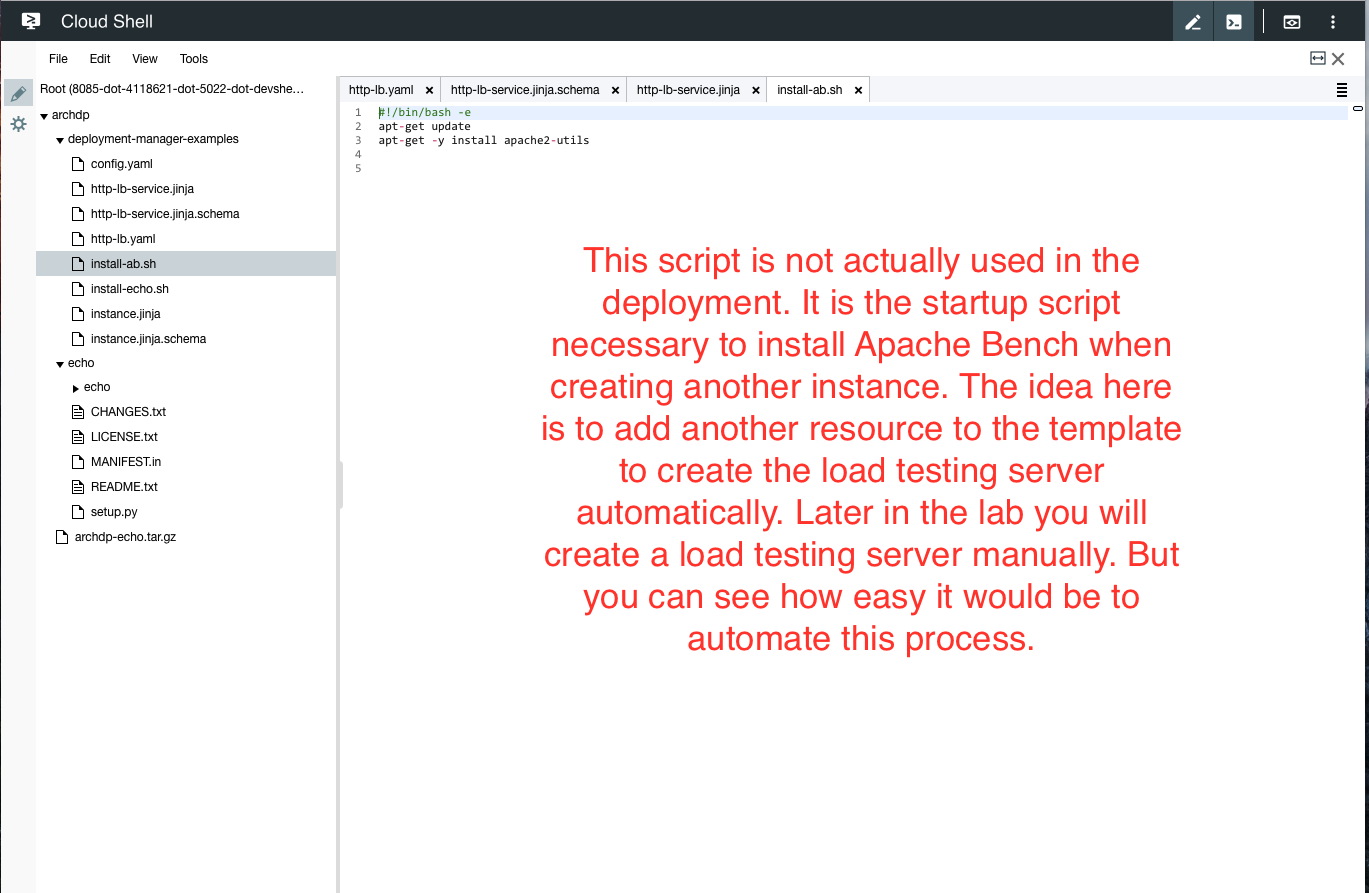 Cloud Shell
File Edit View Tools
Root (8085-dot-4118621-dot-5022-dot-devshe...
archdp
deployment-manager-examples
config.yaml
http-lb-service.jinja
http-lb-service.jinja.schema
http-lb.yaml
install-ab.sh
install-echo.sh
instance.jinja
instance.jinja.schema
echo
echo
CHANGES.txt
LICENSE.txt
MANIFEST.in
README.txt
setup.py
archdp-echo.tar.gz
http-lb.yaml http-lb-service.jinja.schema http-lb-service.jinja install-ab.sh
1 #!/bin/bash -e
2 apt-get update
3 apt-get -y install apache2-utils
4
5
This script is not actually used in the
deployment. It is the startup script
necessary to install Apache Bench when
creating another instance. The idea here
is to add another resource to the template
to create the load testing server
automatically. Later in the lab you will
create a load testing server manually. But
you can see how easy it would be to
automate this process.